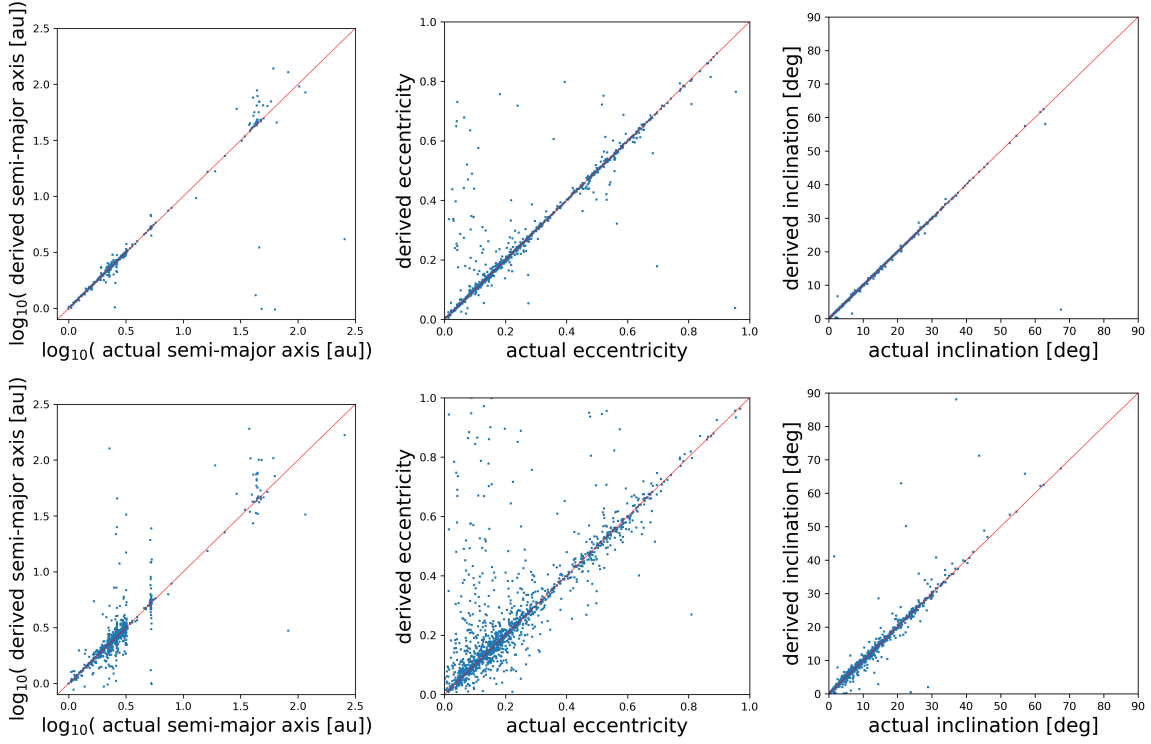 log10( derived semi-major axis [au])
2.5
2.0
1.5
1.0
0.5
0.0
0.0 0.5 1.0 1.5 2.0 2.5
log10( actual semi-major axis [au])
derived eccentricity
1.0
0.8
0.6
0.4
0.2
0.0
0.0 0.2 0.4 0.6 0.8 1.0
actual eccentricity
derived inclination [deg]
90
80
70
60
50
40
30
20
10
0
0 10 20 30 40 50 60 70 80 90
actual inclination [deg]
log10( derived semi-major axis [au])
2.5
2.0
1.5
1.0
0.5
0.0
0.0 0.5 1.0 1.5 2.0 2.5
log10( actual semi-major axis [au])
derived eccentricity
1.0
0.8
0.6
0.4
0.2
0.0
0.0 0.2 0.4 0.6 0.8 1.0
actual eccentricity
derived inclination [deg]
90
80
70
60
50
40
30
20
10
0
0 10 20 30 40 50 60 70 80 90
actual inclination [deg]